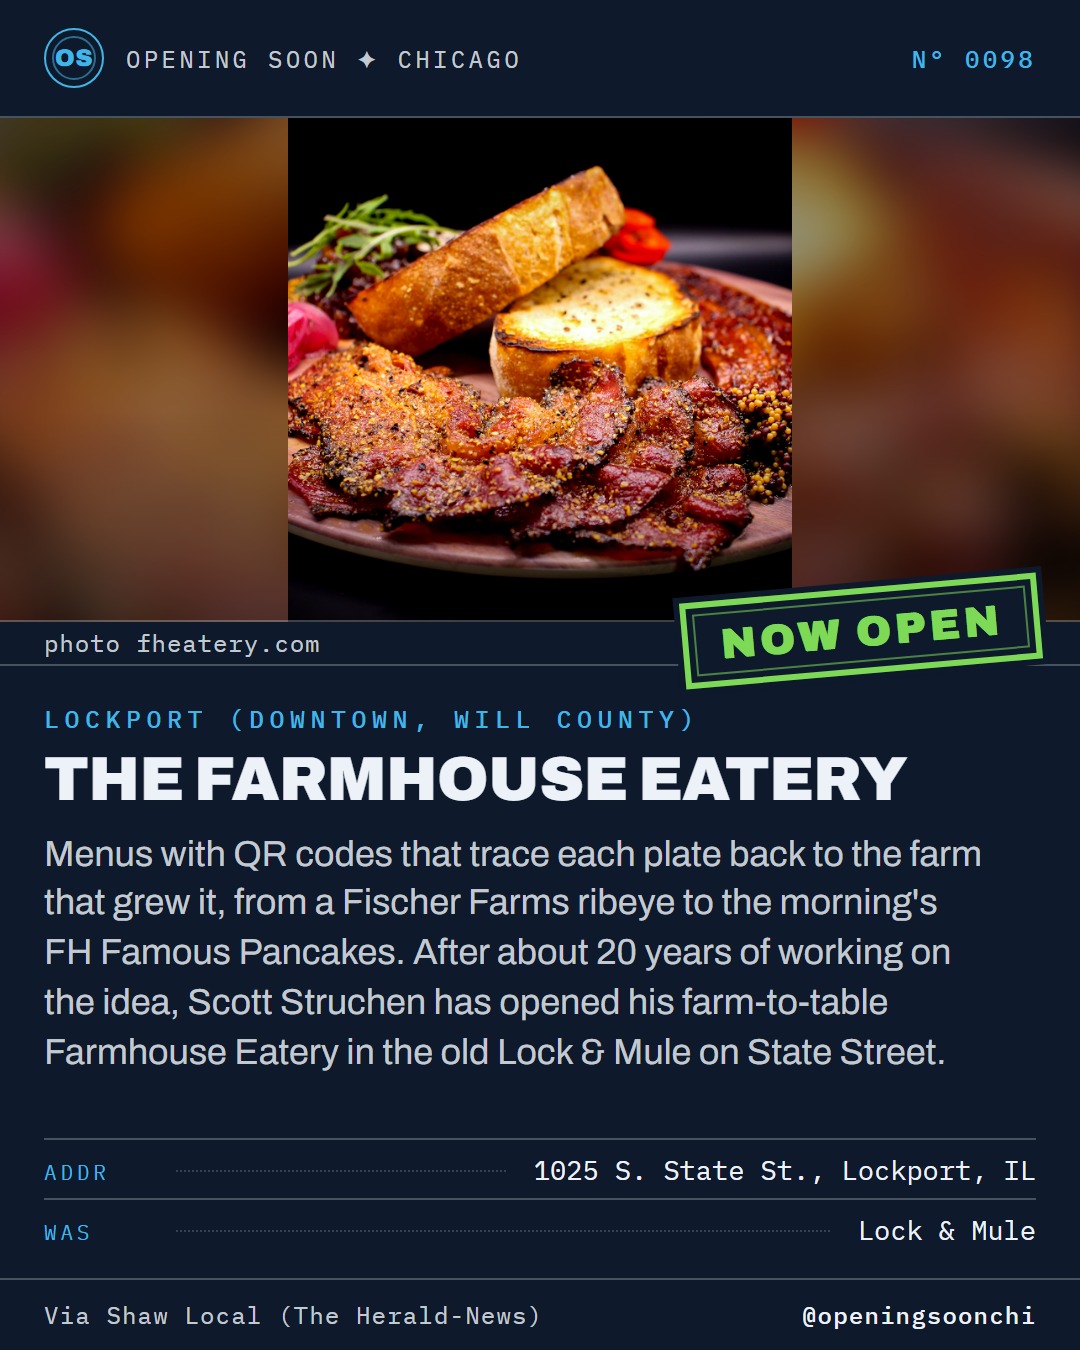 OS OPENING SOON ✦ CHICAGO
N° 0098
photo fheatery.com
NOW OPEN
LOCKPORT (DOWNTOWN, WILL COUNTY)
THE FARMHOUSE EATERY
Menus with QR codes that trace each plate back to the farm
that grew it, from a Fischer Farms ribeye to the morning's
FH Famous Pancakes. After about 20 years of working on
the idea, Scott Struchen has opened his farm-to-table
Farmhouse Eatery in the old Lock & Mule on State Street.
ADDR 1025 S. State St., Lockport, IL
WAS Lock & Mule
Via Shaw Local (The Herald-News)
@openingsoonchi